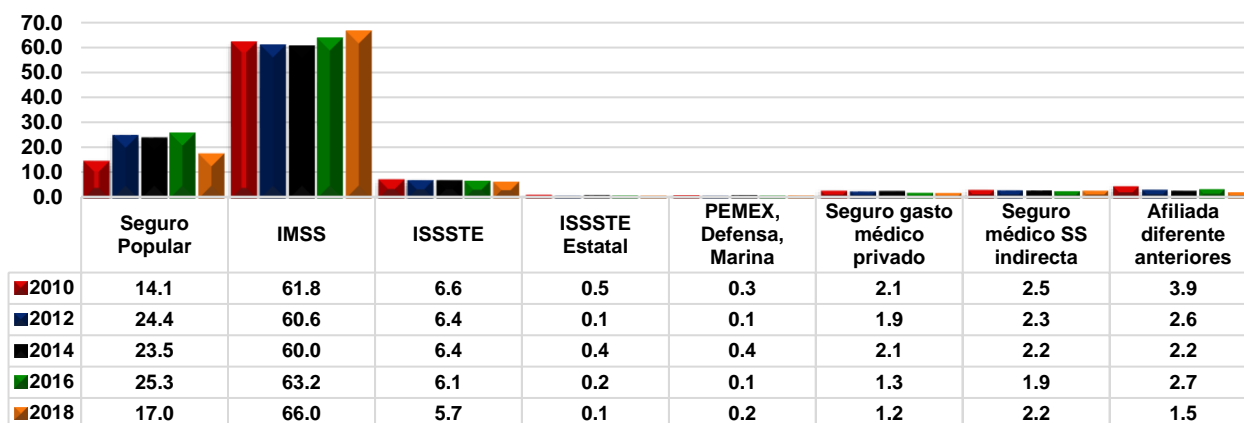 70.0
60.0
50.0
40.0
30.0
20.0
10.0
0.0
Seguro Popular IMSS ISSSTE ISSSTE Estatal PEMEX, Defensa, Marina Seguro gasto médico privado Seguro médico SS indirecta Afiliada diferente anteriores
2010 14.1 61.8 6.6 0.5 0.3 2.1 2.5 3.9
2012 24.4 60.6 6.4 0.1 0.1 1.9 2.3 2.6
2014 23.5 60.0 6.4 0.4 0.4 2.1 2.2 2.2
2016 25.3 63.2 6.1 0.2 0.1 1.3 1.9 2.7
2018 17.0 66.0 5.7 0.1 0.2 1.2 2.2 1.5